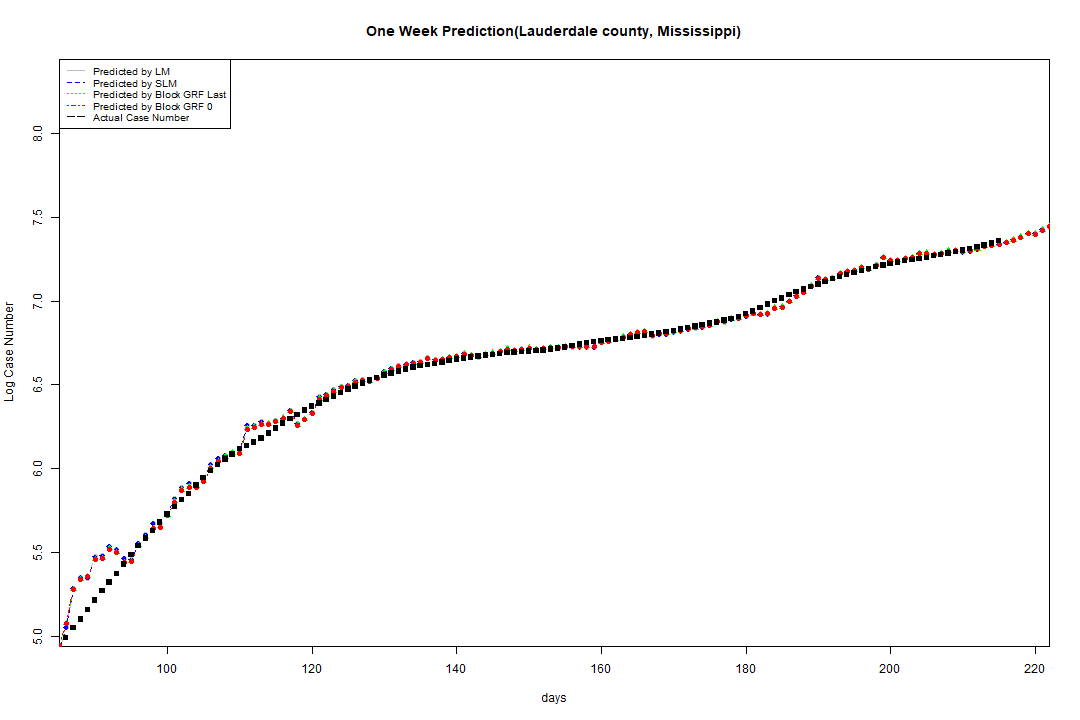 One Week Prediction(Lauderdale county, Mississippi)
Predicted by LM
Predicted by SLM
Predicted by Block GRF Last
Predicted by Block GRF 0
Actual Case Number
8.0
7.5
7.0
6.5
6.0
5.5
5.0
Log Case Number
100 120 140 160 180 200 220
days